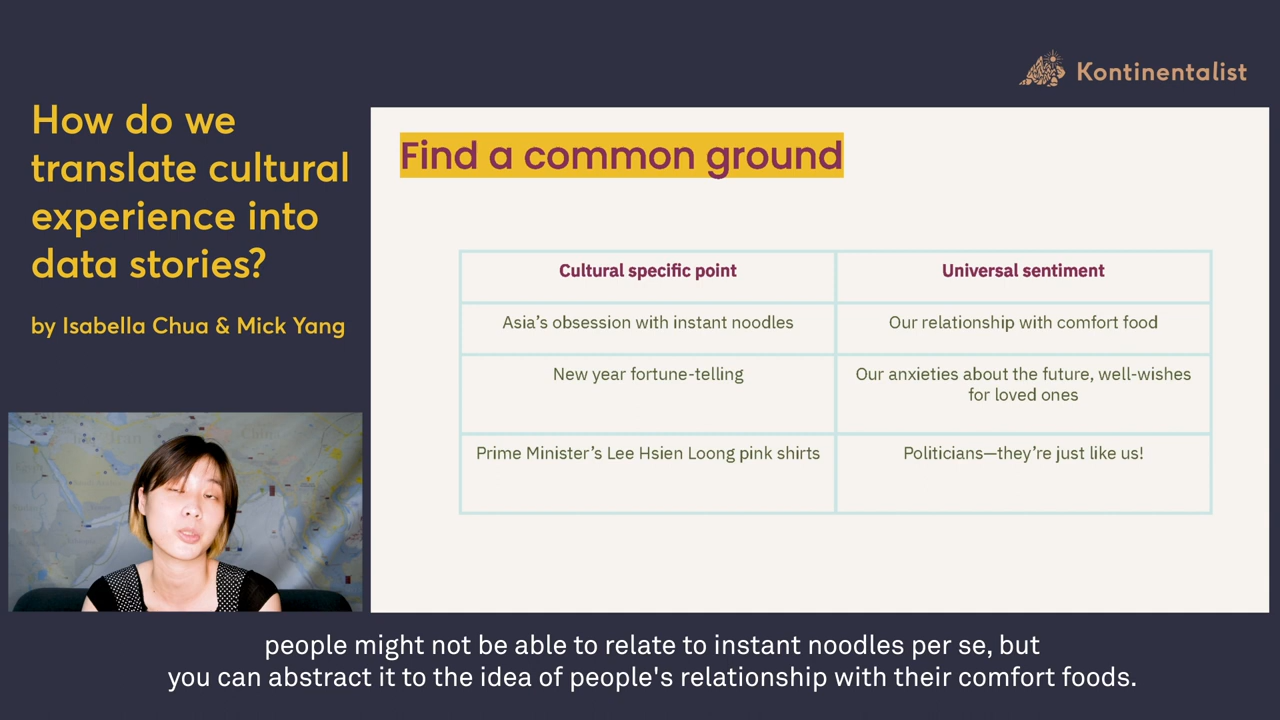 Kontinentalist
How do we
translate cultural
experience into
data stories?
by Isabella Chua & Mick Yang
Find a common ground
Cultural specific point
Universal sentiment
Asia's obsession with instant noodles
Our relationship with comfort food
New year fortune-telling
Our anxieties about the future, well-wishes
for loved ones
Prime Minister's Lee Hsien Loong pink shirts
Politicians—they're just like us!
people might not be able to relate to instant noodles per se, but
you can abstract it to the idea of people's relationship with their comfort foods.